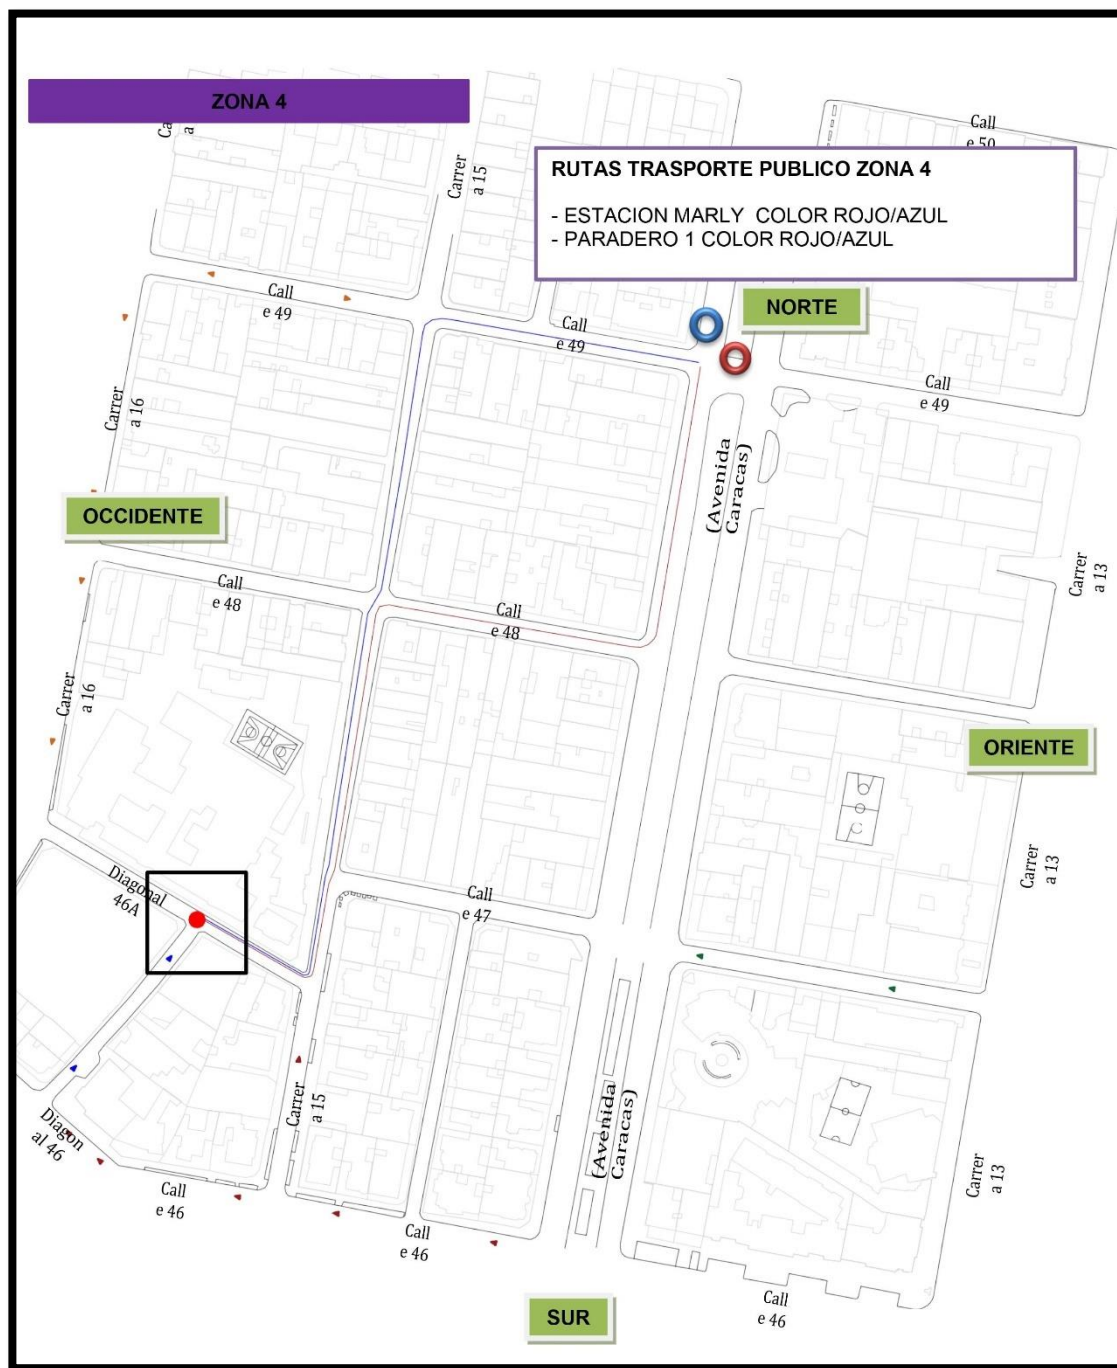 ZONA 4
Carrer
a 15
Call
e 50
RUTAS TRASPORTE PUBLICO ZONA 4
- ESTACION MARLY COLOR ROJO/AZUL
- PARADERO 1 COLOR ROJO/AZUL
NORTE
Call
e 49
Call
e 49
Call
e 49
Carrer
a 16
(Avenida
Caracas)
OCCIDENTE
Call
e 48
Call
e 48
Carrer
a 13
Carrer
a 16
ORIENTE
Diagonal
46A
Call
e 47
Carrer
a 13
Carrer
a 15
(Avenida
Caracas)
Diagon
al 46
Call
e 46
Call
e 46
Carrer
a 13
Call
e 46
SUR